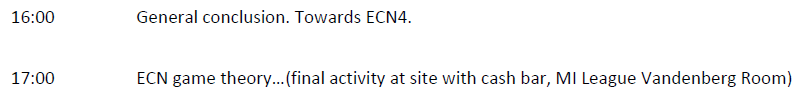 16:00 General conclusion. Towards ECN4.
17:00 ECN game theory…(final activity at site with cash bar, MI League Vandenberg Room)